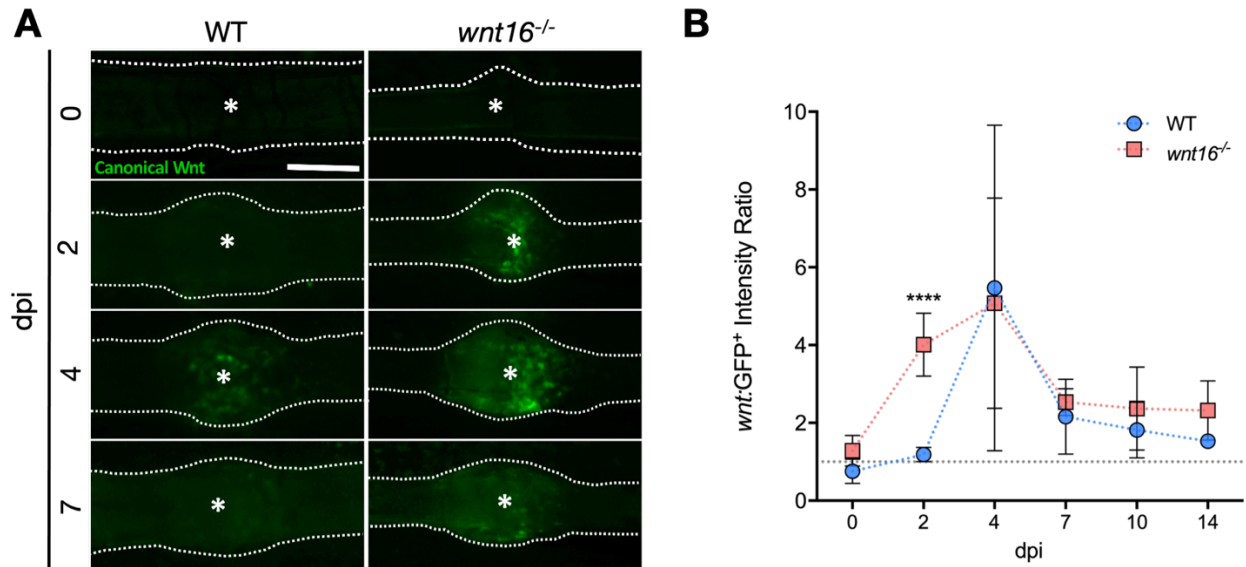 A
WT
wnt16-/-
B
dpi
0
*
*
Canonical Wnt
2
*
*
4
*
*
7
*
*
wnt:GFP+ Intensity Ratio
10
8
6
4
2
0
****
WT
wnt16-/-
0 2 4 7 10 14
dpi